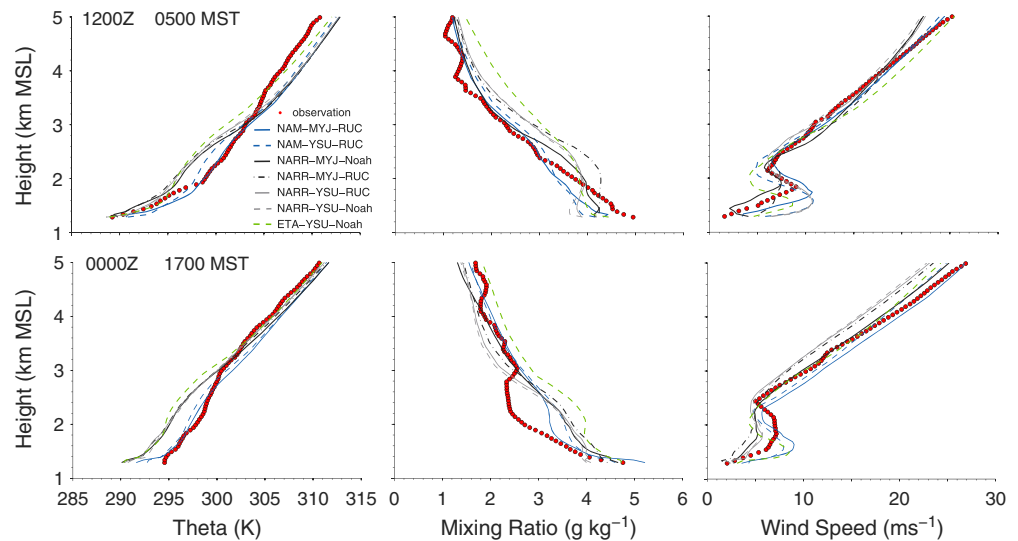 1200Z 0500 MST
5
4
3
2
1
Height (km MSL)
observation
NAM–MYJ–RUC
NAM–YSU–RUC
NARR–MYJ–Noah
NARR–MYJ–RUC
NARR–YSU–RUC
NARR–YSU–Noah
ETA–YSU–Noah
0000Z 1700 MST
5
4
3
2
1
Height (km MSL)
285 290 295 300 305 310 315
Theta (K)
0 1 2 3 4 5 6
Mixing Ratio (g kg⁻¹)
0 10 20 30
Wind Speed (ms⁻¹)